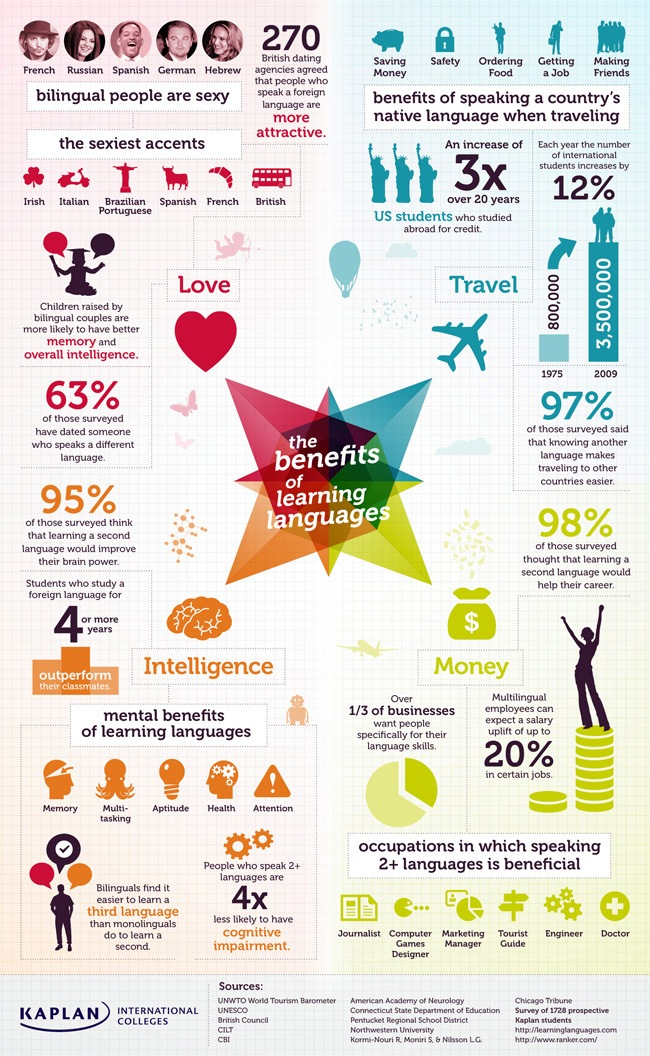 French Russian Spanish German Hebrew
bilingual people are sexy
270
British dating
agencies agreed
that people who
speak a foreign
language are
more
attractive.
the sexiest accents
Irish Italian Brazilian
Portuguese Spanish French British
Children raised by
bilingual couples are
more likely to have better
memory and
overall intelligence.
Love
63%
of those surveyed
have dated someone
who speaks a different
language.
Saving
Money
Safety
Ordering
Food
Getting
a Job
Making
Friends
benefits of speaking a country's
native language when traveling
An increase of
3x
over 20 years
US students who studied
abroad for credit.
Each year the number
of international
students increases by
12%
800,000
3,500,000
1975 2009
Travel
97%
of those surveyed said
that knowing another
language makes
traveling to other
countries easier.
the
benefits
of
learning
languages
95%
of those surveyed think
that learning a second
language would improve
their brain power.
Students who study a
foreign language for
4 or more
years
outperform
their classmates.
Intelligence
mental benefits
of learning languages
Memory
Multi-
tasking
Aptitude
Health
Attention
Bilinguals find it
easier to learn a
third language
than monolinguals
do to learn a
second.
People who speak 2+
languages are
4x
less likely to have
cognitive
impairment.
98%
of those surveyed
thought that learning a
second language would
help their career.
$
Money
Over
1/3 of businesses
want people
specifically for their
language skills.
Multilingual
employees can
expect a salary
uplift of up to
20%
in certain jobs.
occupations in which speaking
2+ languages is beneficial
Journalist
Computer
Games
Designer
Marketing
Manager
Tourist
Guide
Engineer
Doctor
KAPLAN INTERNATIONAL
COLLEGES
Sources:
UNWTO World Tourism Barometer
UNESCO
British Council
CILT
CBI
American Academy of Neurology
Connecticut State Department of Education
Pentucket Regional School District
Northwestern University
Kormi-Nouri R, Moniri S, & Nilsson L.G.
Chicago Tribune
Survey of 1728 prospective
Kaplan students
http://learninglanguages.com
http://www.ranker.com/